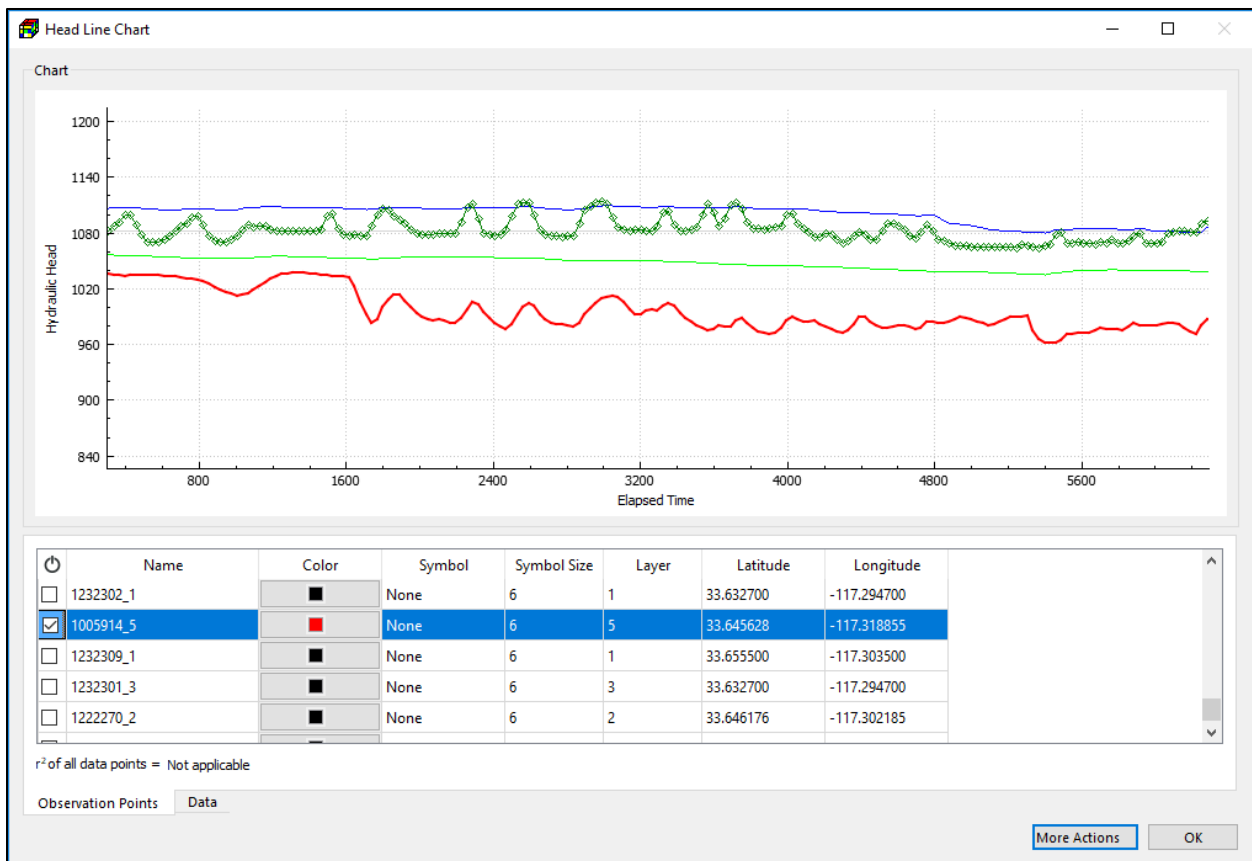 Head Line Chart
Chart
1200
1140
1080
1020
960
900
840
Hydraulic Head
800 1600 2400 3200 4000 4800 5600
Elapsed Time
Name Color Symbol Symbol Size Layer Latitude Longitude
1232302_1 None 6 1 33.632700 -117.294700
1005914_5 None 6 5 33.645628 -117.318855
1232309_1 None 6 1 33.655500 -117.303500
1232301_3 None 6 3 33.632700 -117.294700
1222270_2 None 6 2 33.646176 -117.302185
r² of all data points = Not applicable
Observation Points Data
More Actions OK